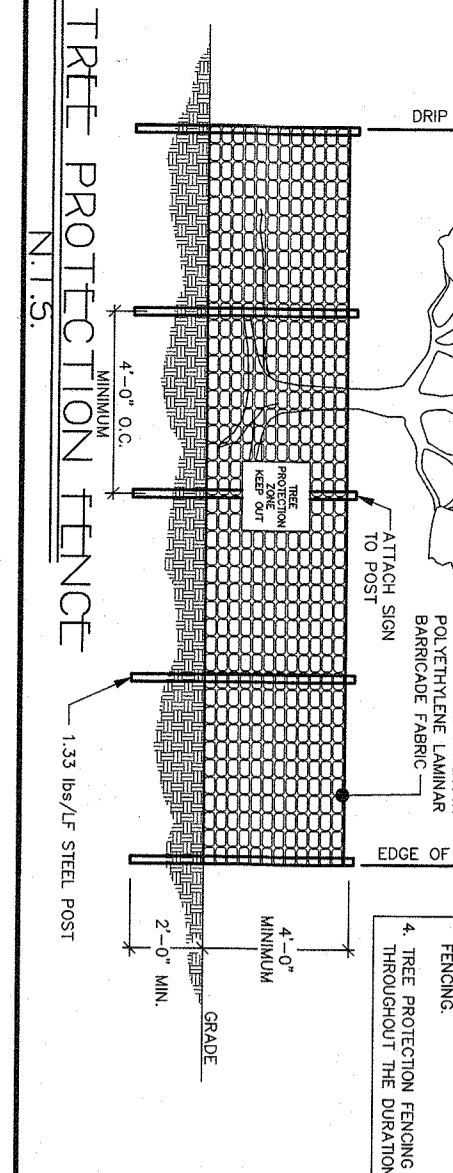 DRIP
POLYETHYLENE LAMINAR
BARRICADE FABRIC
EDGE OF
FENCING.
4. TREE PROTECTION FENCING
THROUGHOUT THE DURATION
ATTACH SIGN
TO POST
TREE
PROTECTION
ZONE
KEEP OUT
4'-0" O.C.
MINIMUM
4'-0"
MINIMUM
2'-0" MIN.
GRADE
1.33 lbs/LF STEEL POST
TREE PROTECTION FENCE
N.T.S.